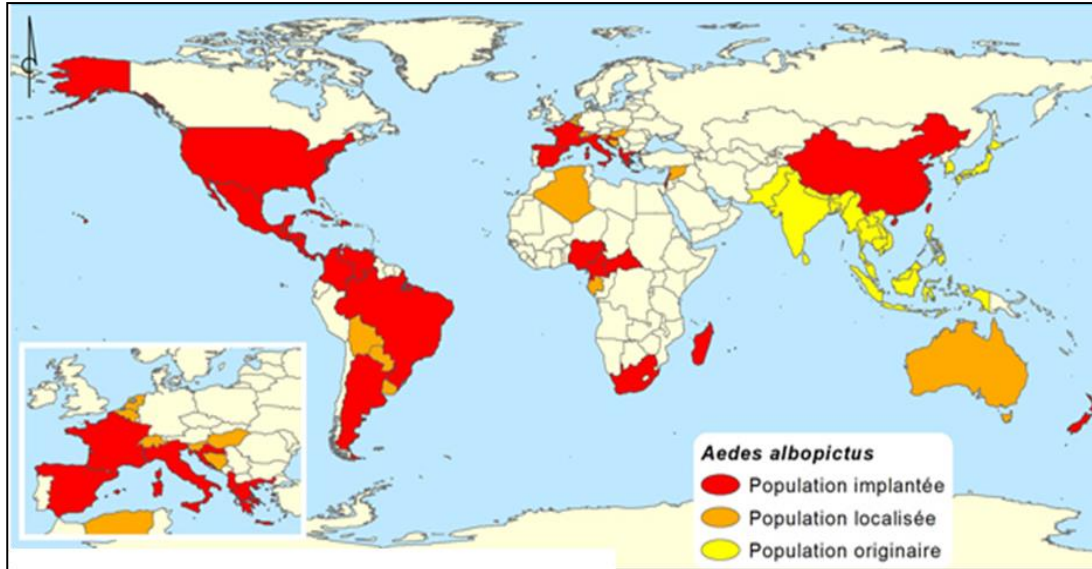 Aedes albopictus
Population implantée
Population localisée
Population originaire